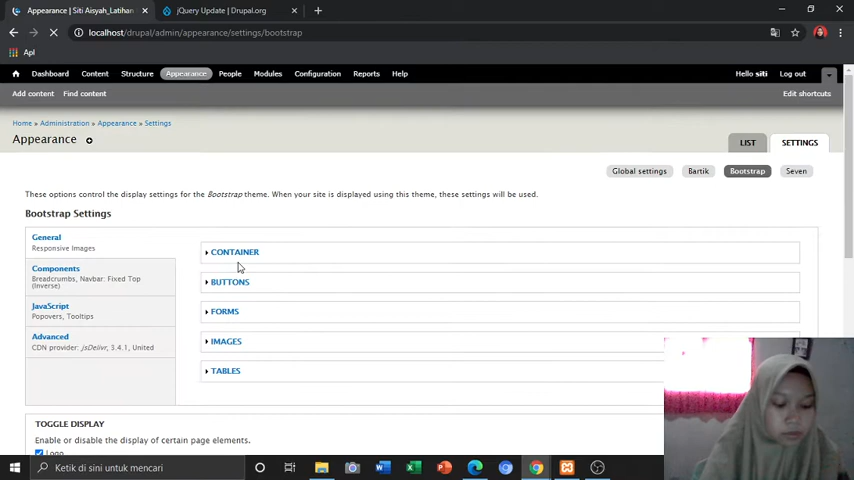 Appearance | Siti Aisyah_Latihan
jQuery Update | Drupal.org
localhost/drupal/admin/appearance/settings/bootstrap
Apl
Dashboard Content Structure Appearance People Modules Configuration Reports Help
Hello siti Log out
Add content Find content
Edit shortcuts
Home » Administration » Appearance » Settings
Appearance
LIST SETTINGS
Global settings Bartik Bootstrap Seven
These options control the display settings for the Bootstrap theme. When your site is displayed using this theme, these settings will be used.
Bootstrap Settings
General
Responsive Images
Components
Breadcrumbs, Navbar: Fixed Top
(Inverse)
JavaScript
Popovers, Tooltips
Advanced
CDN provider: jsDelivr, 3.4.1, United
CONTAINER
BUTTONS
FORMS
IMAGES
TABLES
TOGGLE DISPLAY
Enable or disable the display of certain page elements.
Logo
Ketik di sini untuk mencari